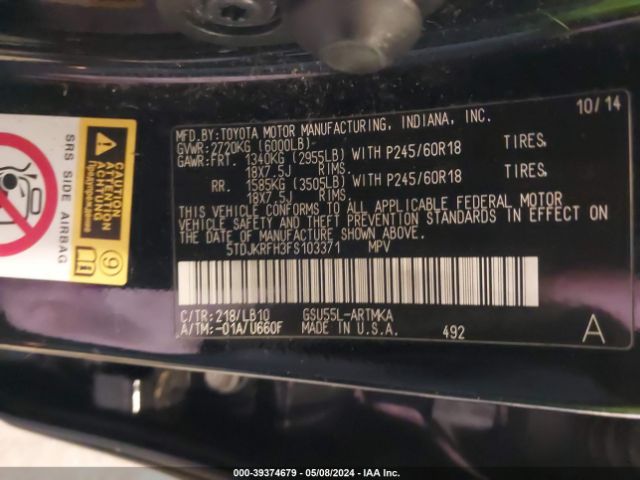 MFD.BY:TOYOTA MOTOR MANUFACTURING, INDIANA, INC. 10/14
GVWR:2720KG (6000LB)
GAWR:FRT. 1340KG (2955LB) WITH P245/60R18 TIRES.
18X7.5J RIMS.
RR. 1585KG (3505LB) WITH P245/60R18 TIRES.
18X7.5J RIMS.
THIS VEHICLE CONFORMS TO ALL APPLICABLE FEDERAL MOTOR
VEHICLE SAFETY AND THEFT PREVENTION STANDARDS IN EFFECT ON
THE DATE OF MANUFACTURE SHOWN ABOVE.
5TDJKRFH3FS103371 MPV
C/TR:218/LB10 GSU55L-ARTMKA
A/TM:-01A/U660F MADE IN U.S.A. 492 A
SRS SIDE AIRBAG
CAUTION
ATTENTION
9
000-39374679 - 05/08/2024 - IAA Inc.